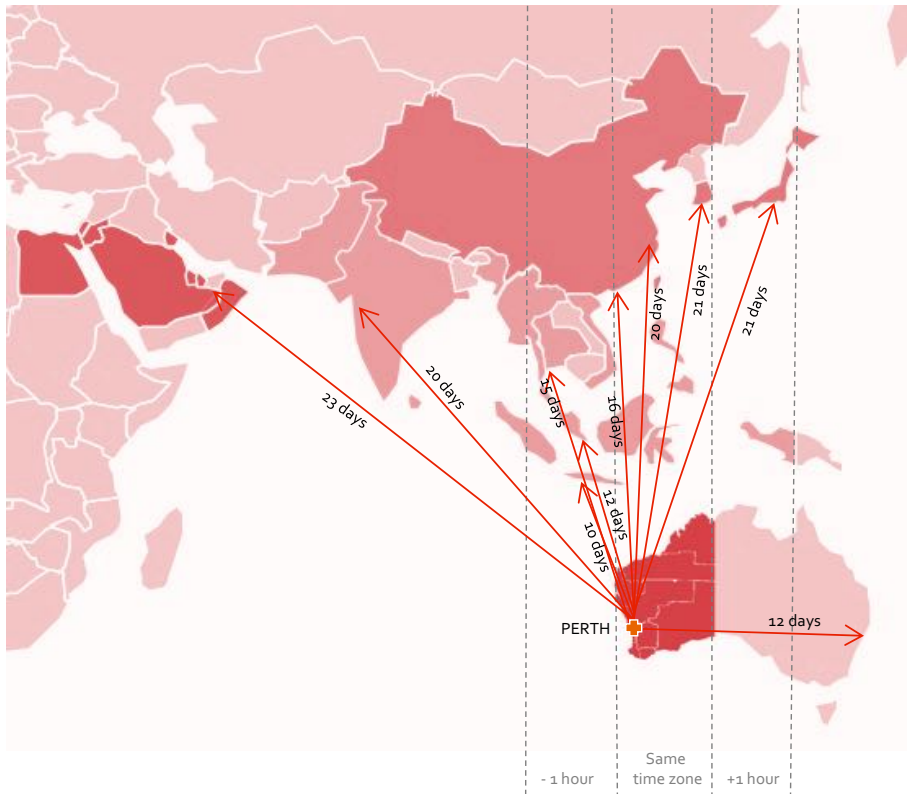 21 days
20 days
21 days
20 days
15 days
23 days
16 days
12 days
10 days
12 days
PERTH
Same
time zone
- 1 hour
+1 hour